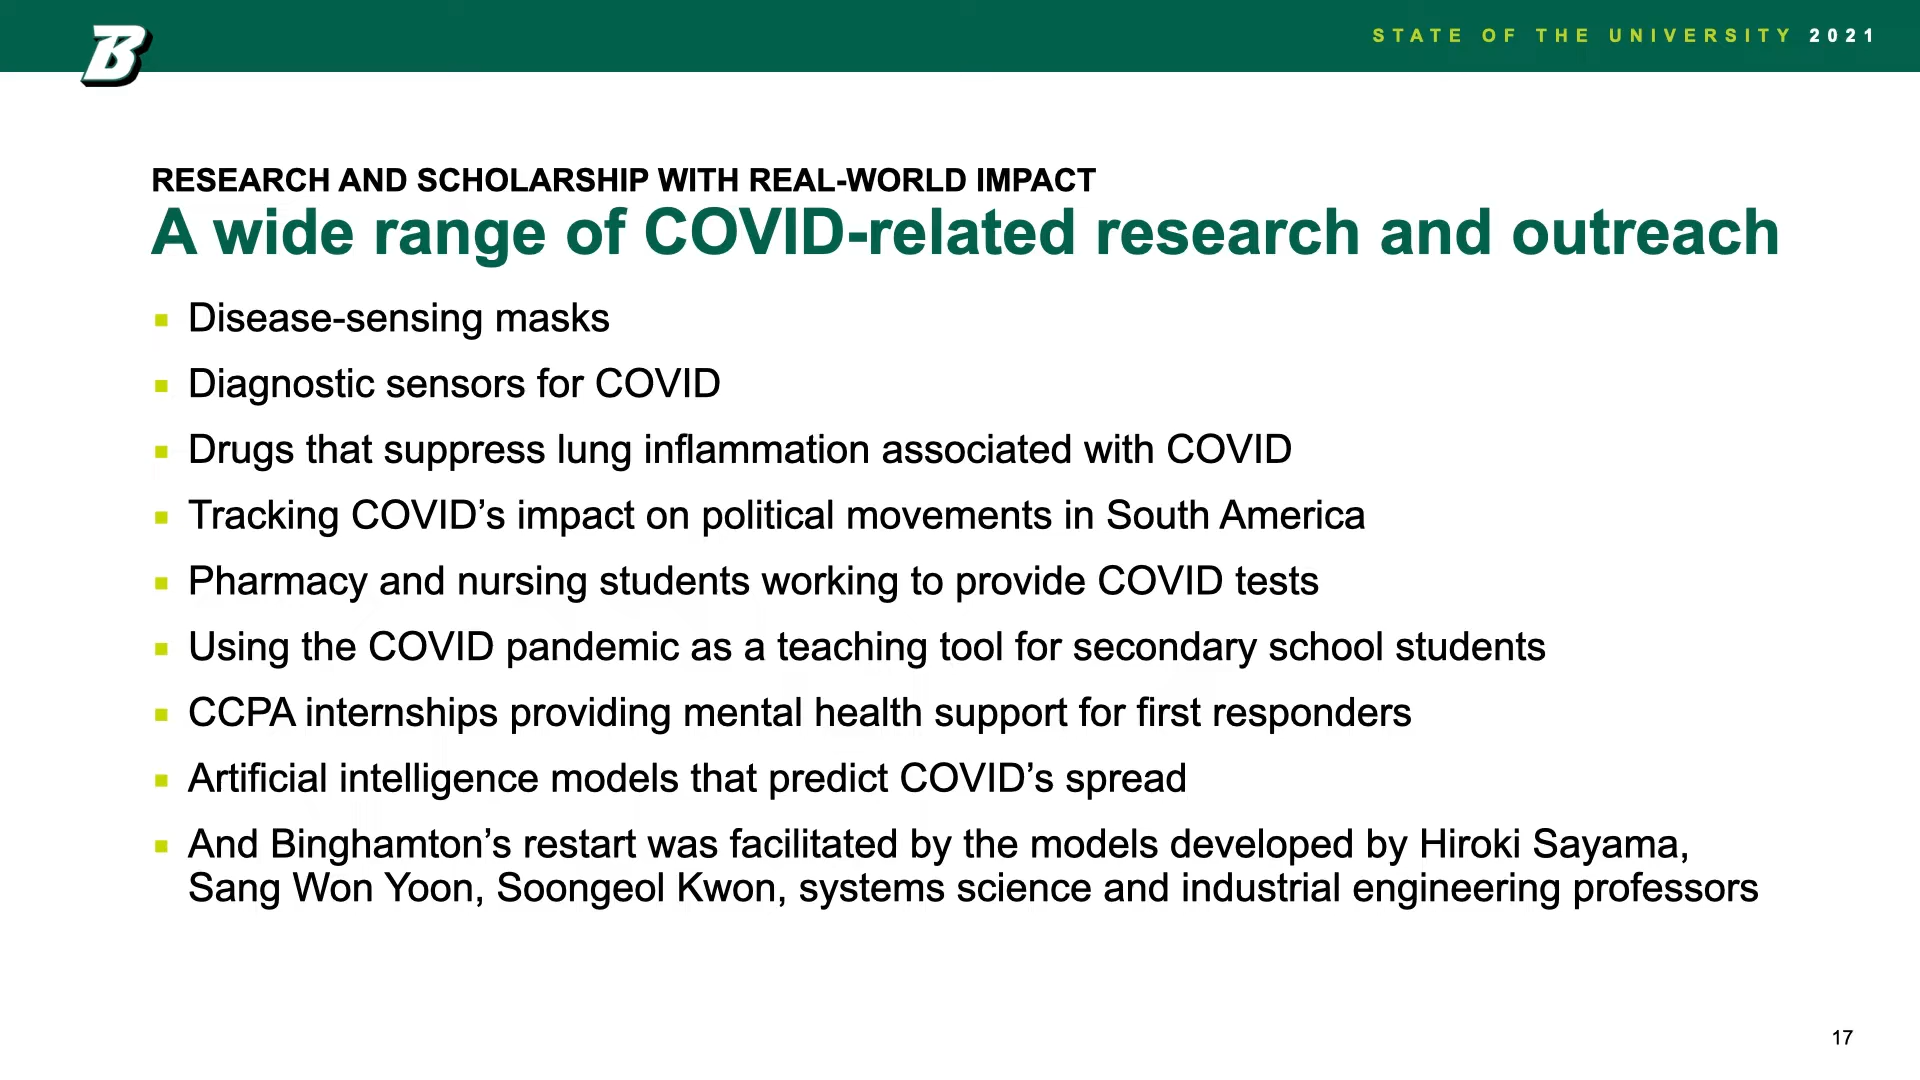 B
STATE OF THE UNIVERSITY 2021
RESEARCH AND SCHOLARSHIP WITH REAL-WORLD IMPACT
A wide range of COVID-related research and outreach
Disease-sensing masks
Diagnostic sensors for COVID
Drugs that suppress lung inflammation associated with COVID
Tracking COVID’s impact on political movements in South America
Pharmacy and nursing students working to provide COVID tests
Using the COVID pandemic as a teaching tool for secondary school students
CCPA internships providing mental health support for first responders
Artificial intelligence models that predict COVID’s spread
And Binghamton’s restart was facilitated by the models developed by Hiroki Sayama,
Sang Won Yoon, Soongeol Kwon, systems science and industrial engineering professors
17